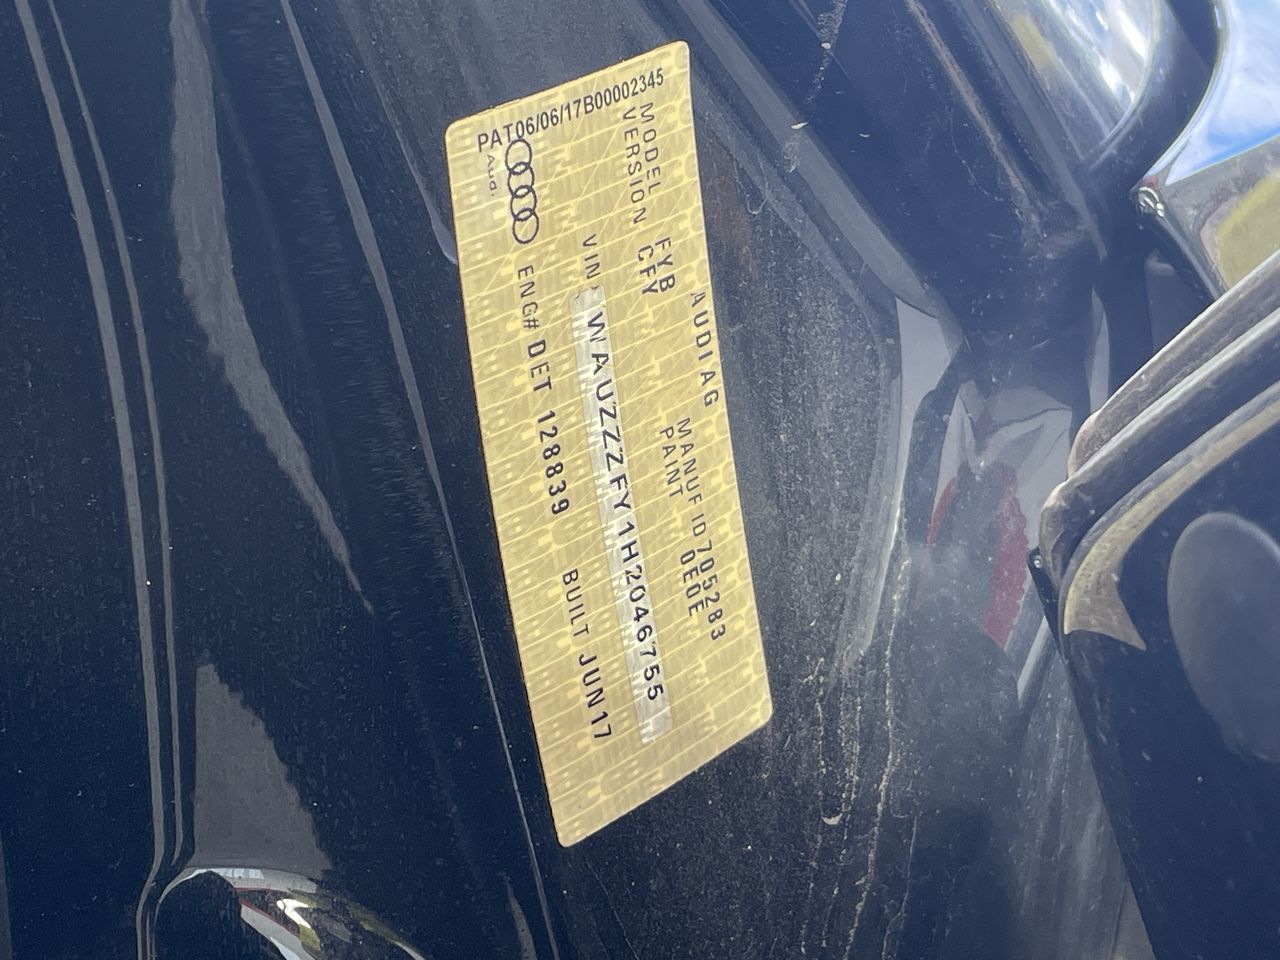 PAT06/06/17B00002345
AUDI AG
MODEL FYB MANUF ID 705283
VERSION CFY PAINT 0E0E
VIN WAUZZZFY1H2046755
ENG# DET 128839 BUILT JUN17
Audi